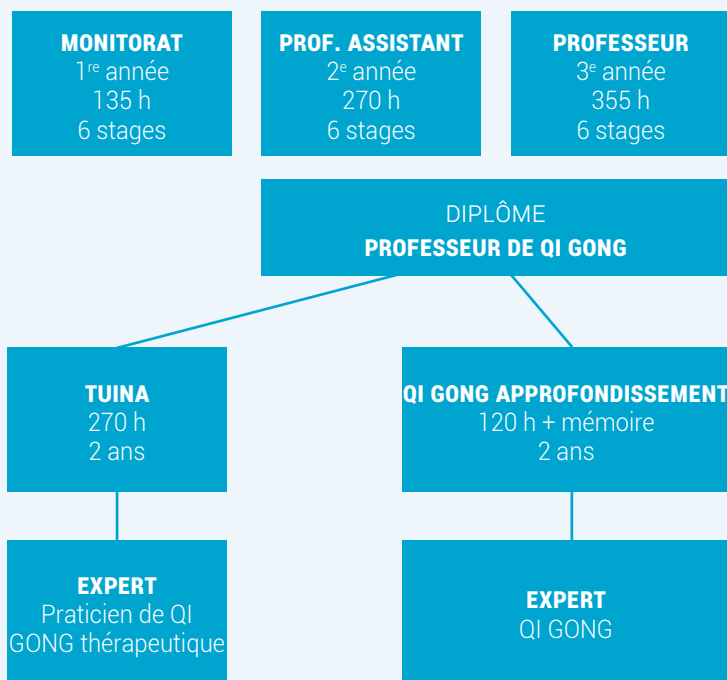 MONITORAT
1re année
135 h
6 stages
PROF. ASSISTANT
2e année
270 h
6 stages
PROFESSEUR
3e année
355 h
6 stages
DIPLÔME
PROFESSEUR DE QI GONG
TUINA
270 h
2 ans
QI GONG APPROFONDISSEMENT
120 h + mémoire
2 ans
EXPERT
Praticien de QI
GONG thérapeutique
EXPERT
QI GONG